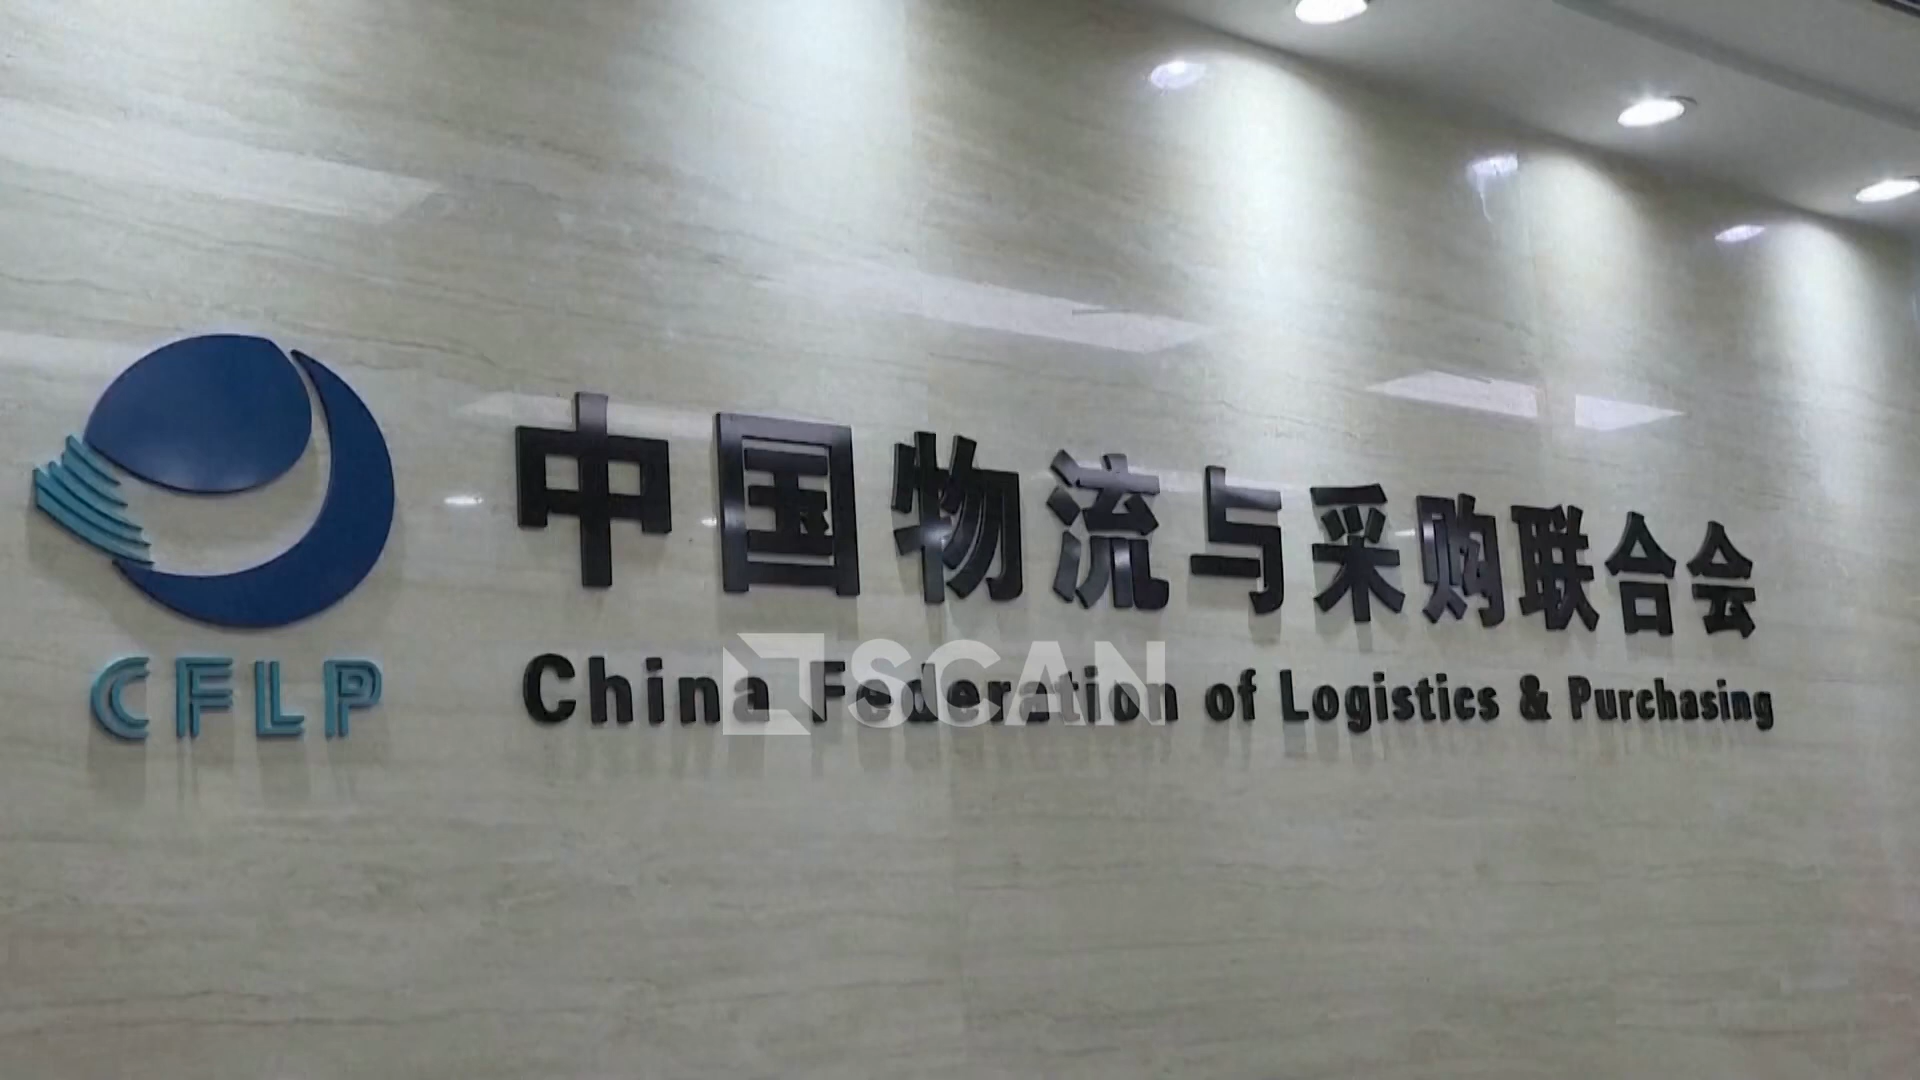 中国物流与采购联合会
China Federation of Logistics & Purchasing
CFLP
SCAN